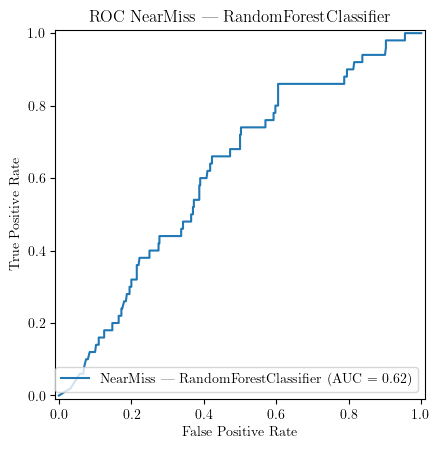 ROC NearMiss — RandomForestClassifier
1.0
0.8
0.6
0.4
0.2
0.0
True Positive Rate
NearMiss — RandomForestClassifier (AUC = 0.62)
0.0 0.2 0.4 0.6 0.8 1.0
False Positive Rate